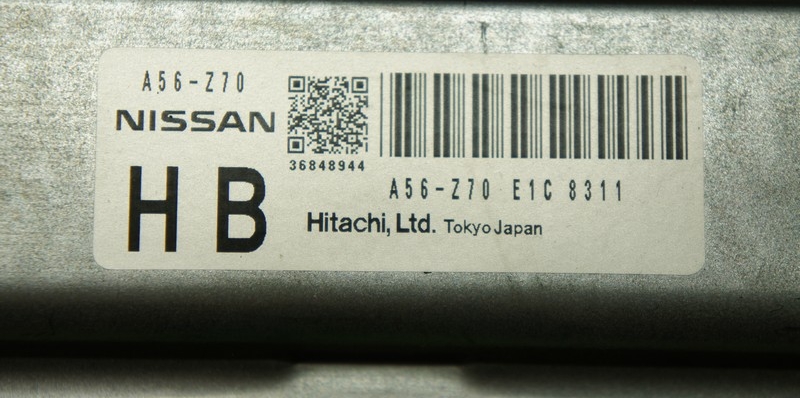 A56-Z70
NISSAN
HB
36848944
A56-Z70 E1C 8311
Hitachi, Ltd. Tokyo Japan